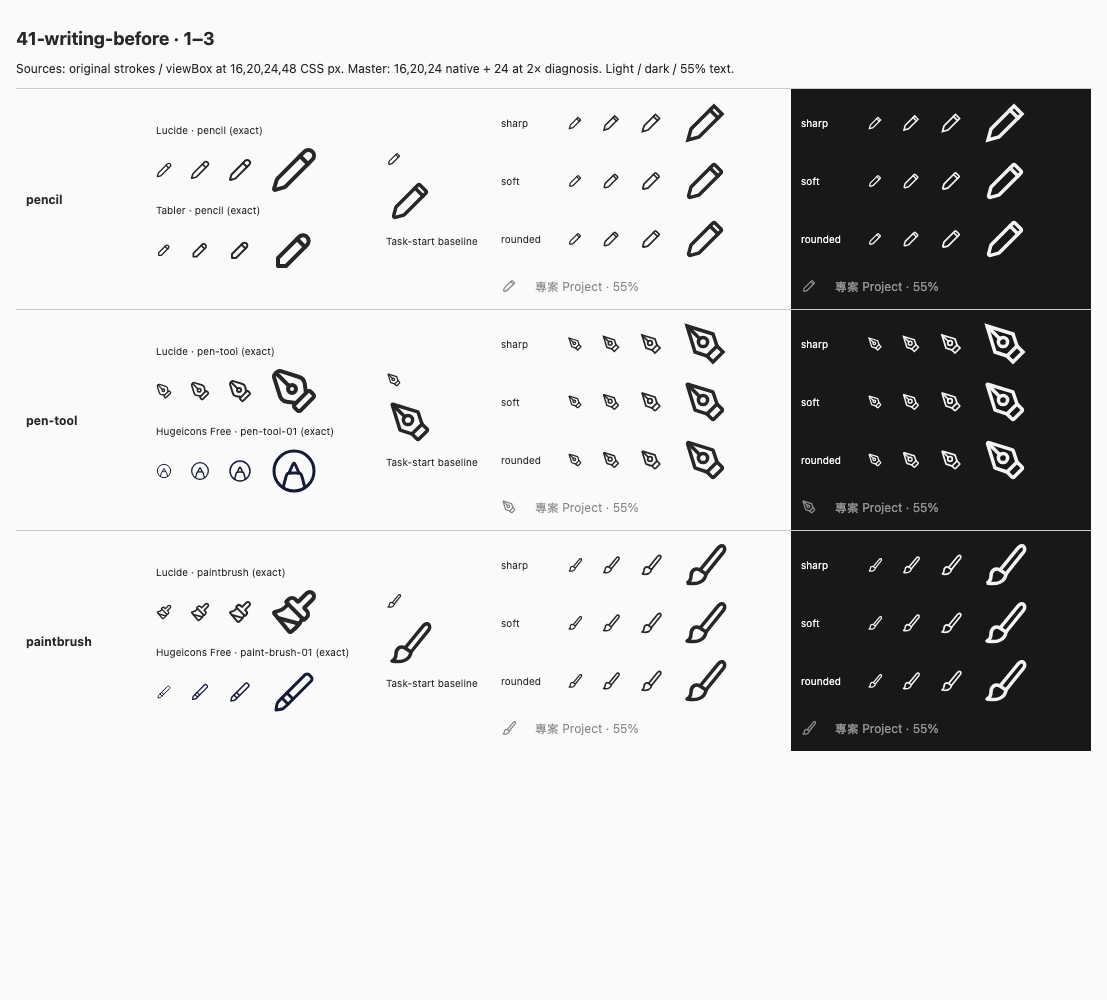 41-writing-before · 1–3
Sources: original strokes / viewBox at 16,20,24,48 CSS px. Master: 16,20,24 native + 24 at 2× diagnosis. Light / dark / 55% text.
pencil
Lucide · pencil (exact)
Tabler · pencil (exact)
Task-start baseline
sharp
soft
rounded
專案 Project · 55%
sharp
soft
rounded
專案 Project · 55%
pen-tool
Lucide · pen-tool (exact)
Hugeicons Free · pen-tool-01 (exact)
Task-start baseline
sharp
soft
rounded
專案 Project · 55%
sharp
soft
rounded
專案 Project · 55%
paintbrush
Lucide · paintbrush (exact)
Hugeicons Free · paint-brush-01 (exact)
Task-start baseline
sharp
soft
rounded
專案 Project · 55%
sharp
soft
rounded
專案 Project · 55%